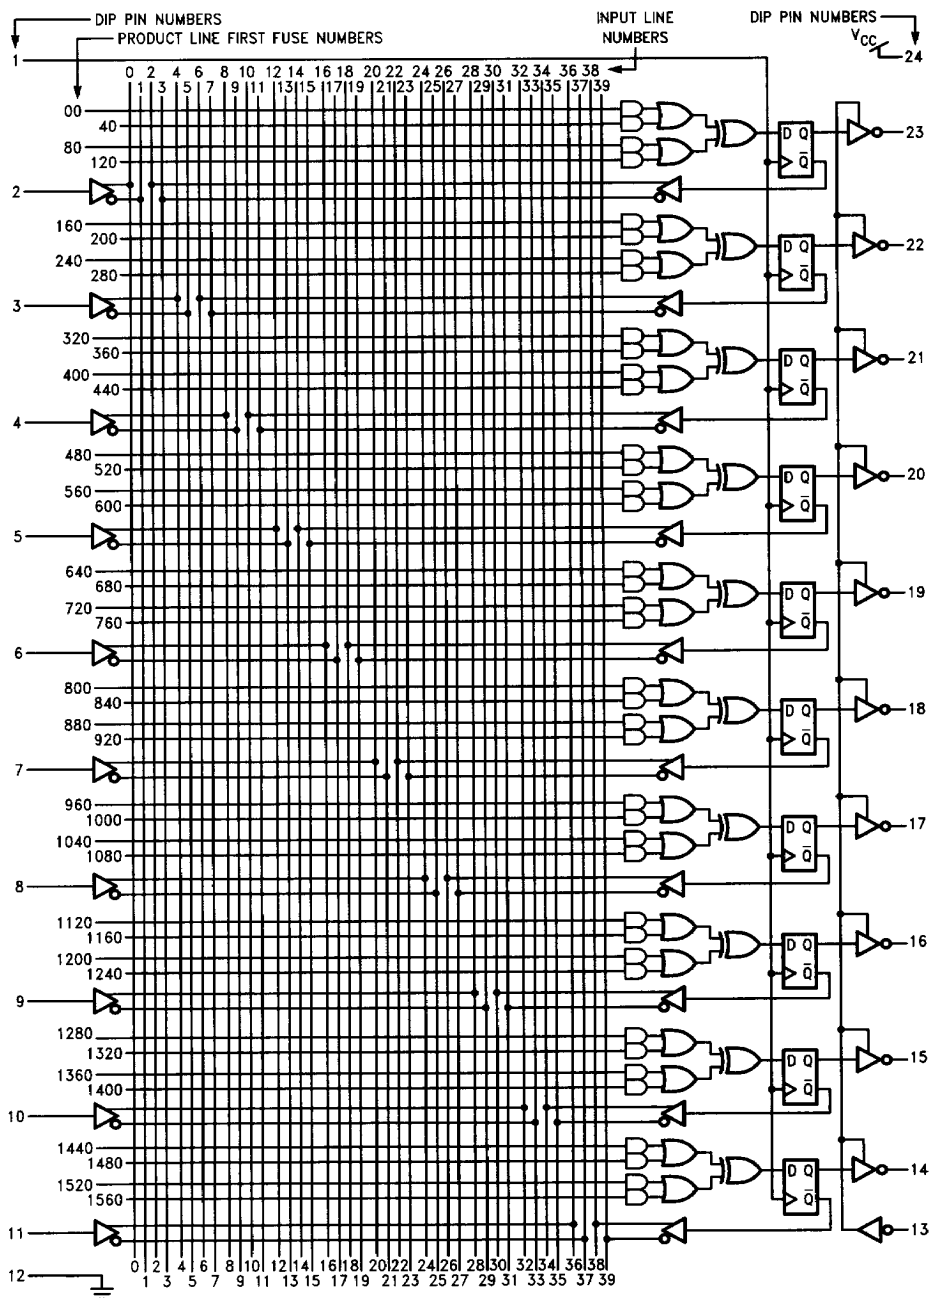 DIP PIN NUMBERS
PRODUCT LINE FIRST FUSE NUMBERS
INPUT LINE
NUMBERS
DIP PIN NUMBERS
VCC
24
1
0 2 4 6 8 10 12 14 16 18 20 22 24 26 28 30 32 34 36 38
1 3 5 7 9 11 13 15 17 19 21 23 25 27 29 31 33 35 37 39
00
40
D Q
23
80
120
Q̅
2
160
200
D Q
22
240
280
Q̅
3
320
360
D Q
21
400
440
Q̅
4
480
520
D Q
20
560
600
Q̅
5
640
680
D Q
19
720
760
Q̅
6
800
840
D Q
18
880
920
Q̅
7
960
1000
D Q
17
1040
1080
Q̅
8
1120
1160
D Q
16
1200
1240
Q̅
9
1280
1320
D Q
15
1360
1400
Q̅
10
1440
1480
D Q
14
1520
1560
Q̅
11
13
0 2 4 6 8 10 12 14 16 18 20 22 24 26 28 30 32 34 36 38
1 3 5 7 9 11 13 15 17 19 21 23 25 27 29 31 33 35 37 39
12